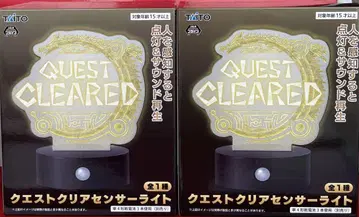 TAITO
対象年齢15才以上
QUEST
CLEARED
人を感知すると
点灯&サウンド再生
全1種
クエストクリアセンサーライト
TAITO
対象年齢15才以上
QUEST
CLEARED
人を感知すると
点灯&サウンド再生
全1種
クエストクリアセンサーライト